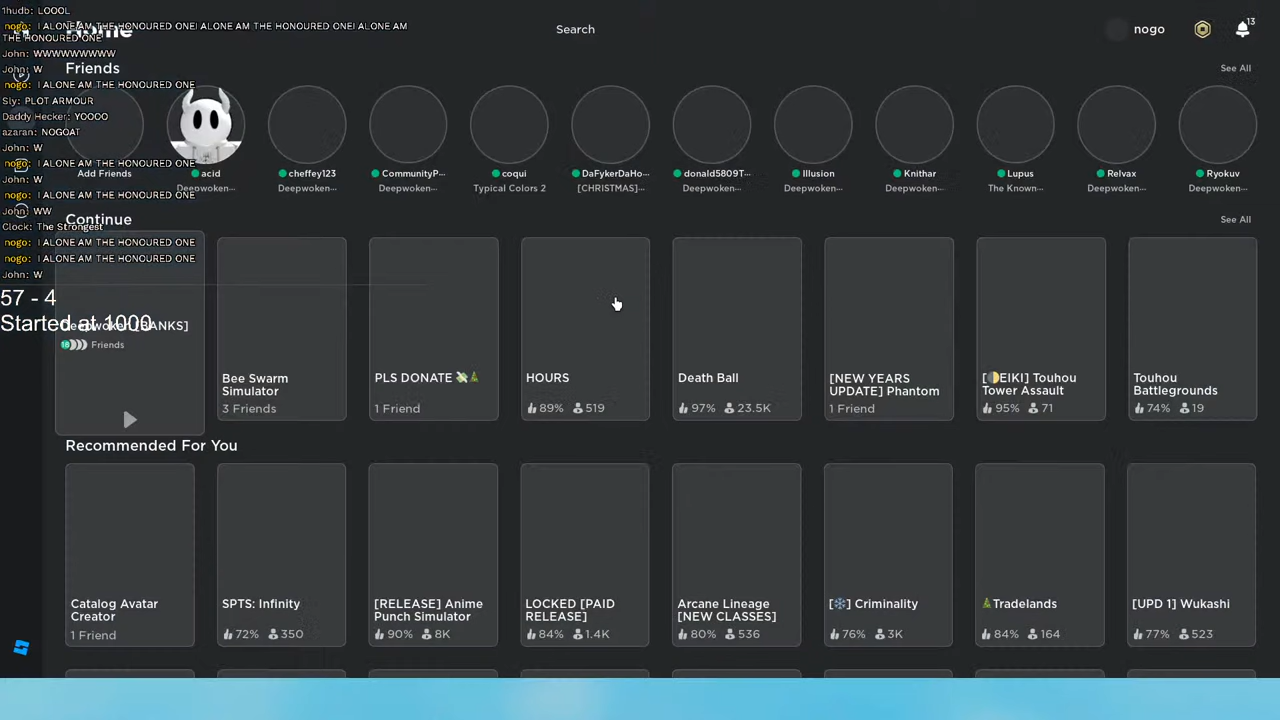 1hudb: LOOOL
nogo: I ALONE AM THE HONOURED ONEI ALONE AM THE HONOURED ONEI ALONE AM
THE HONOURED ONE
Home
Search
nogo
13
John: WWWWWWWWW
John: W
nogo: I ALONE AM THE HONOURED ONE
Sly: PLOT ARMOUR
Daddy Hecker: YOOOO
azaran: NOGOAT
John: W
nogo: I ALONE AM THE HONOURED ONE
John: W
nogo: I ALONE AM THE HONOURED ONE
John: WW
Clock: The Strongest
nogo: I ALONE AM THE HONOURED ONE
nogo: I ALONE AM THE HONOURED ONE
John: W
57 - 4
Started at 1000
Friends
See All
Add Friends
acid
Deepwoken...
cheffey123
Deepwoken...
CommunityP...
Deepwoken...
coqui
Typical Colors 2
DaFykerDaHo...
[CHRISTMAS]...
donald5809T...
Deepwoken...
Illusion
Deepwoken...
Knithar
Deepwoken...
Lupus
The Known...
Relvax
Deepwoken...
Ryokuv
Deepwoken...
Continue
See All
Deepwoken [BANKS]
18 Friends
Bee Swarm
Simulator
3 Friends
PLS DONATE 💸🎄
1 Friend
HOURS
89% 519
Death Ball
97% 23.5K
[NEW YEARS
UPDATE] Phantom
1 Friend
[🌗EIKI] Touhou
Tower Assault
95% 71
Touhou
Battlegrounds
74% 19
Recommended For You
Catalog Avatar
Creator
1 Friend
SPTS: Infinity
72% 350
[RELEASE] Anime
Punch Simulator
90% 8K
LOCKED [PAID
RELEASE]
84% 1.4K
Arcane Lineage
[NEW CLASSES]
80% 536
[❄️] Criminality
76% 3K
🎄Tradelands
84% 164
[UPD 1] Wukashi
77% 523